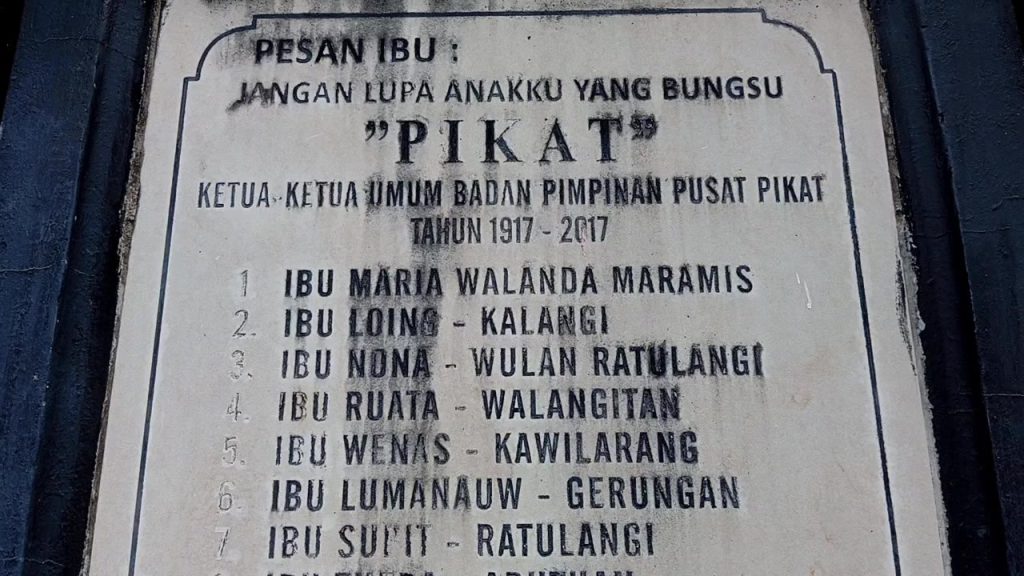 PESAN IBU :
JANGAN LUPA ANAKKU YANG BUNGSU
"PIKAT"
KETUA-KETUA UMUM BADAN PIMPINAN PUSAT PIKAT
TAHUN 1917 - 2017
1. IBU MARIA WALANDA MARAMIS
2. IBU LOING - KALANGI
3. IBU NONA - WULAN RATULANGI
4. IBU RUATA - WALANGITAN
5. IBU WENAS - KAWILARANG
6. IBU LUMANAUW - GERUNGAN
7. IBU SUPIT - RATULANGI
IBU